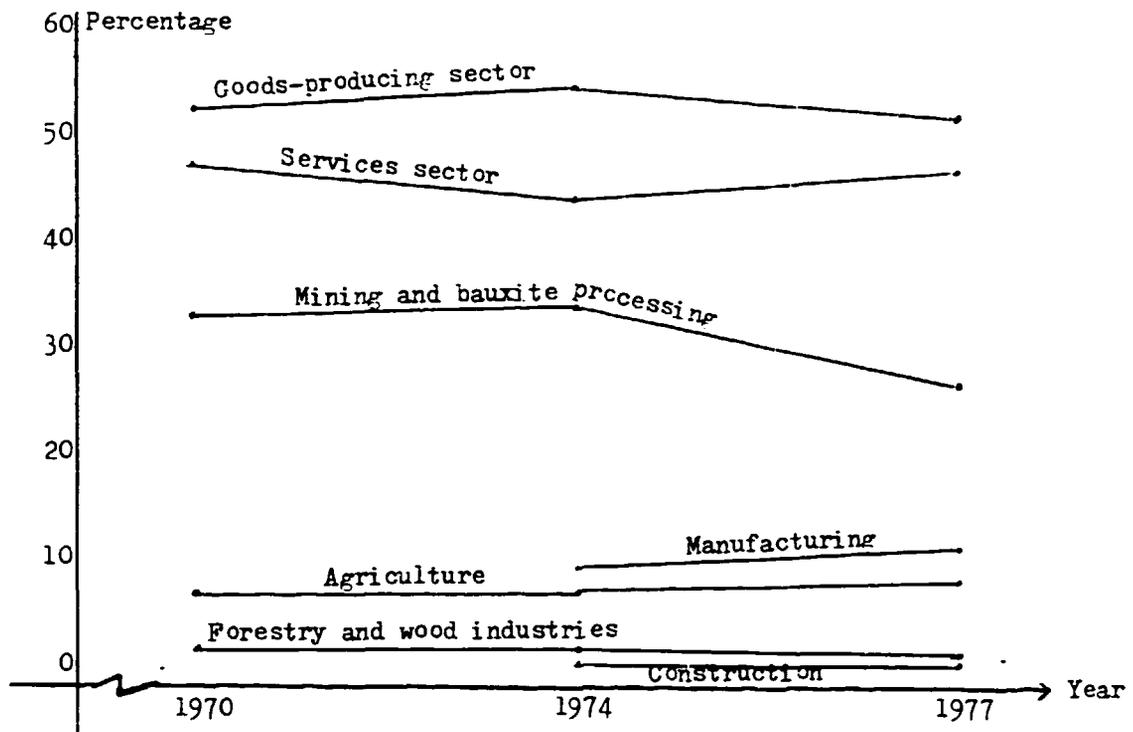 60 Percentage
Goods-producing sector
50
Services sector
40
Mining and bauxite processing
30
20
10
Manufacturing
Agriculture
Forestry and wood industries
0
Construction
Year
1970 1974 1977